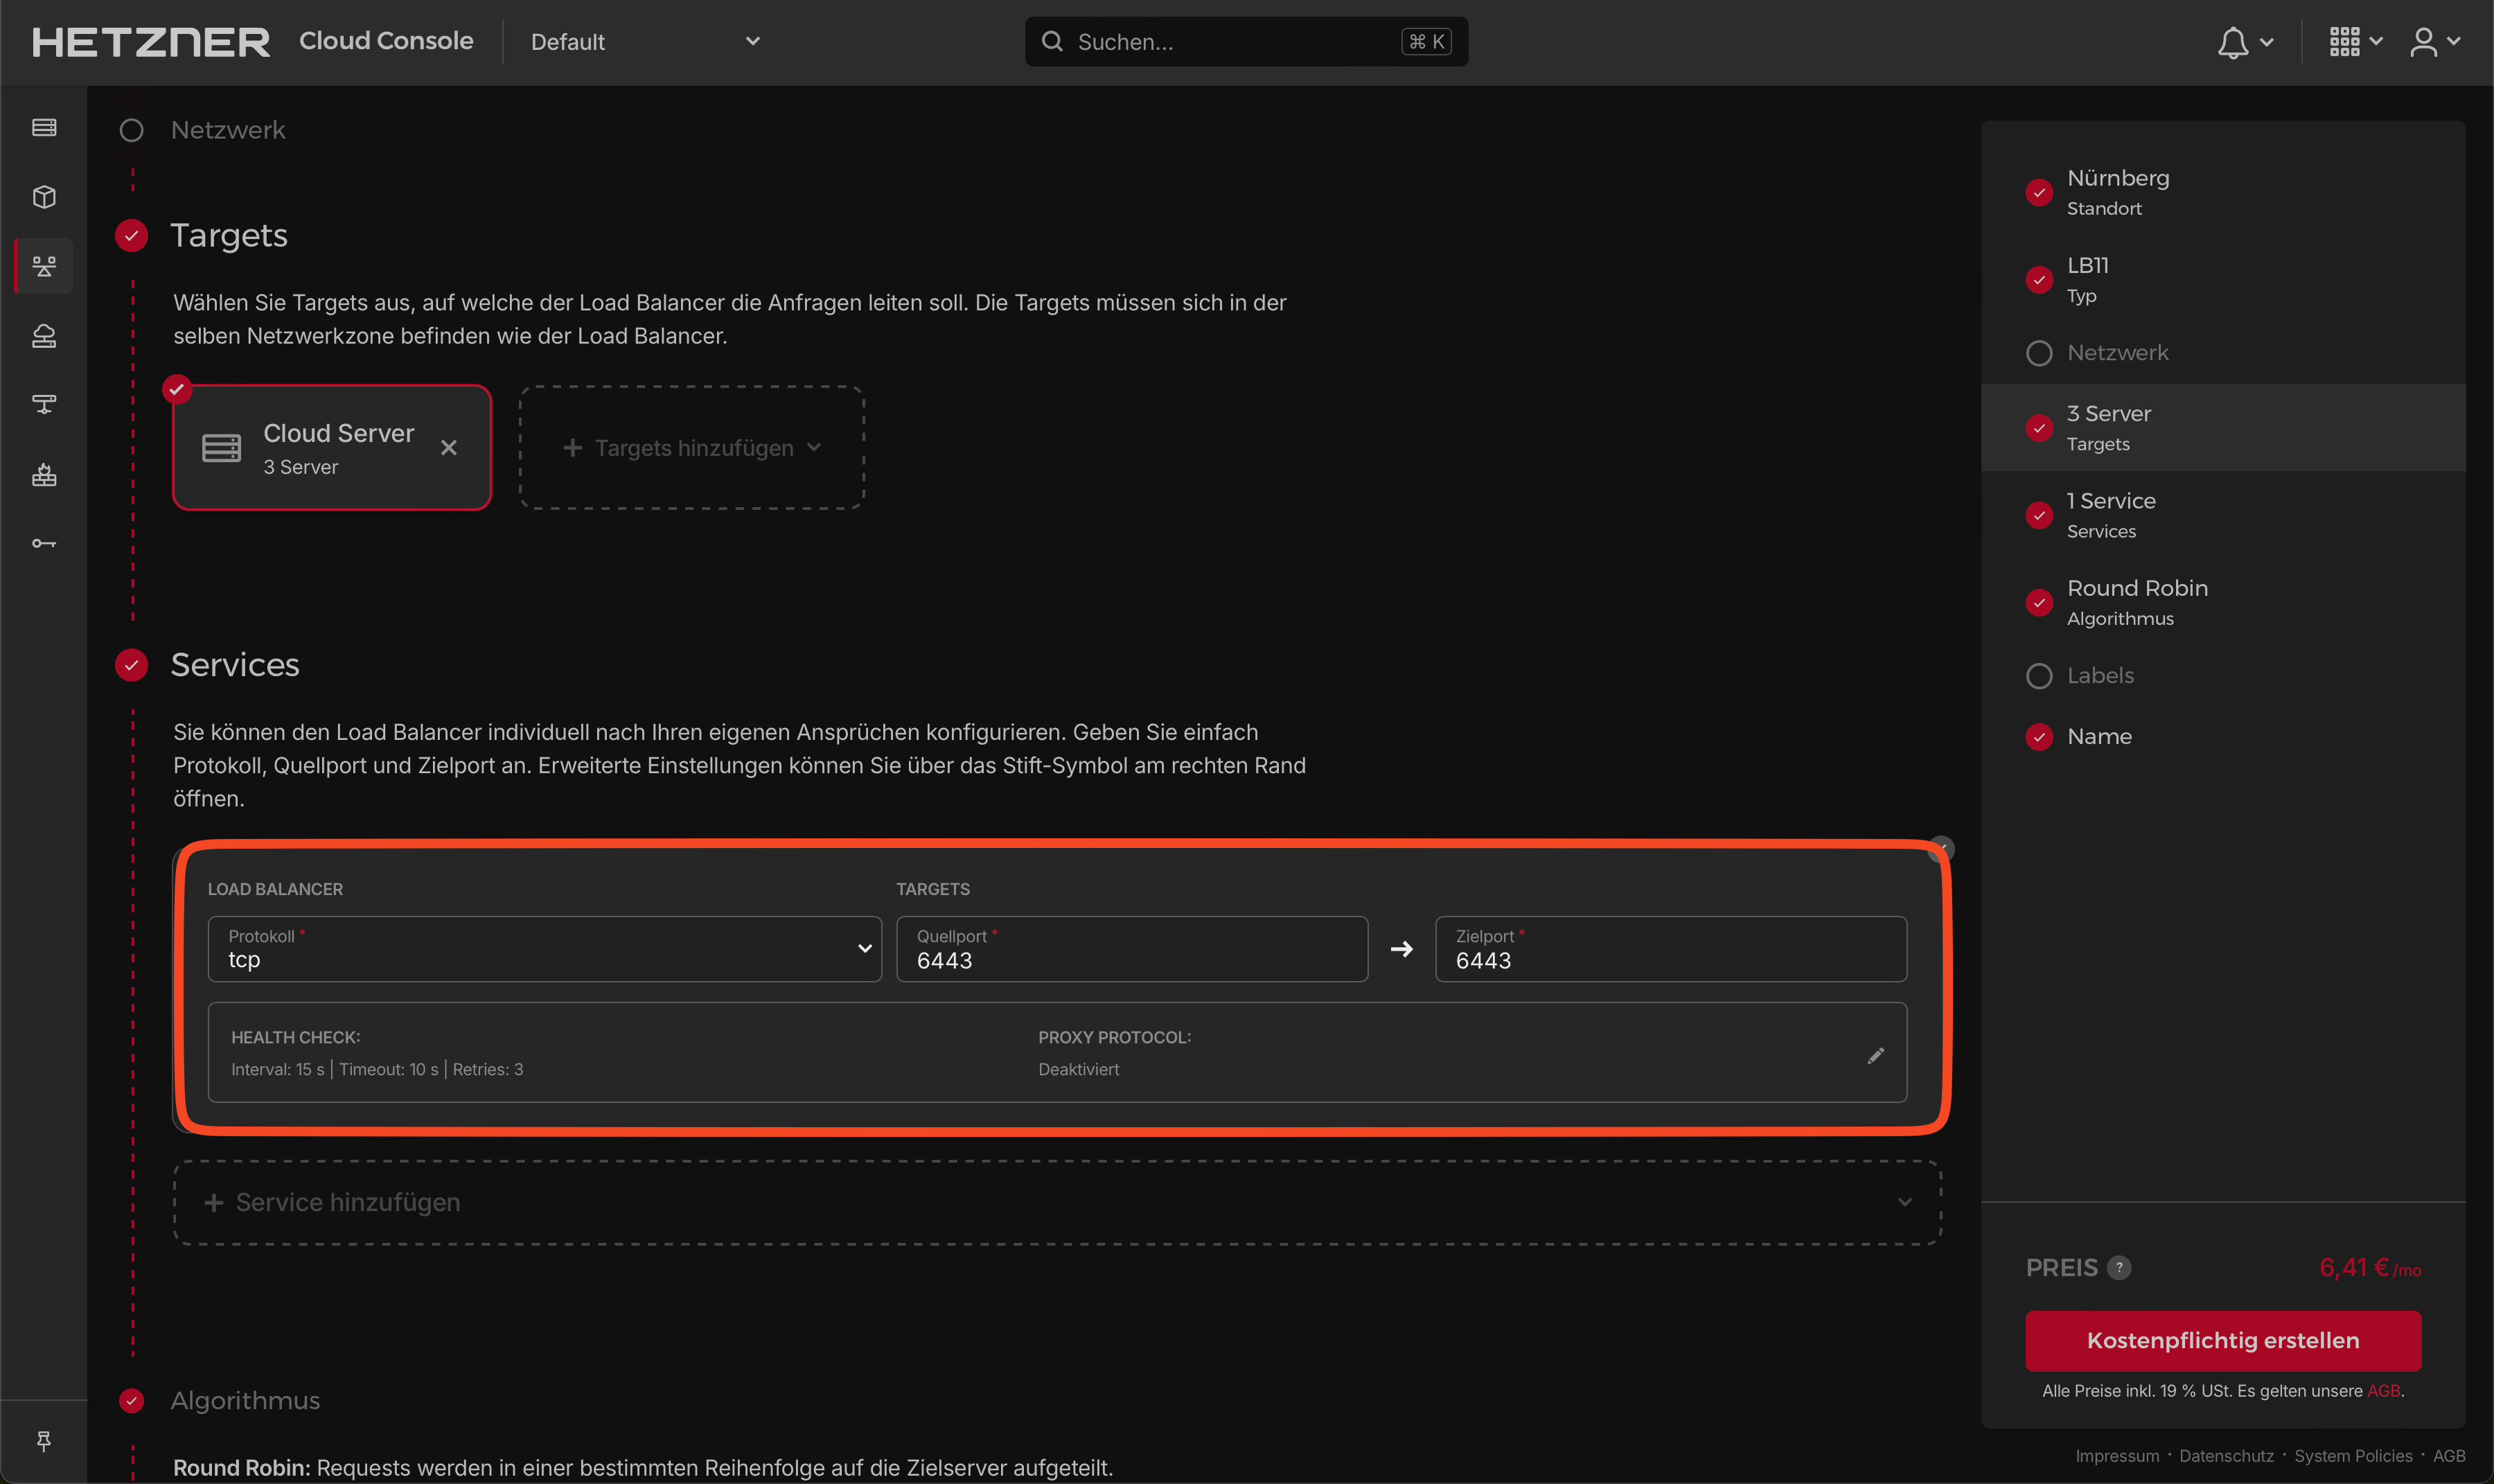 HETZNER Cloud Console Default Suchen... ⌘ K
Netzwerk
Targets
Wählen Sie Targets aus, auf welche der Load Balancer die Anfragen leiten soll. Die Targets müssen sich in der
selben Netzwerkzone befinden wie der Load Balancer.
Cloud Server
3 Server
+ Targets hinzufügen
Services
Sie können den Load Balancer individuell nach Ihren eigenen Ansprüchen konfigurieren. Geben Sie einfach
Protokoll, Quellport und Zielport an. Erweiterte Einstellungen können Sie über das Stift-Symbol am rechten Rand
öffnen.
LOAD BALANCER TARGETS
Protokoll * Quellport * Zielport *
tcp 6443 → 6443
HEALTH CHECK: PROXY PROTOCOL:
Interval: 15 s | Timeout: 10 s | Retries: 3 Deaktiviert
+ Service hinzufügen
Algorithmus
Round Robin: Requests werden in einer bestimmten Reihenfolge auf die Zielserver aufgeteilt.
Nürnberg
Standort
LB11
Typ
Netzwerk
3 Server
Targets
1 Service
Services
Round Robin
Algorithmus
Labels
Name
PREIS ? 6,41 € /mo
Kostenpflichtig erstellen
Alle Preise inkl. 19 % USt. Es gelten unsere AGB.
Impressum · Datenschutz · System Policies · AGB